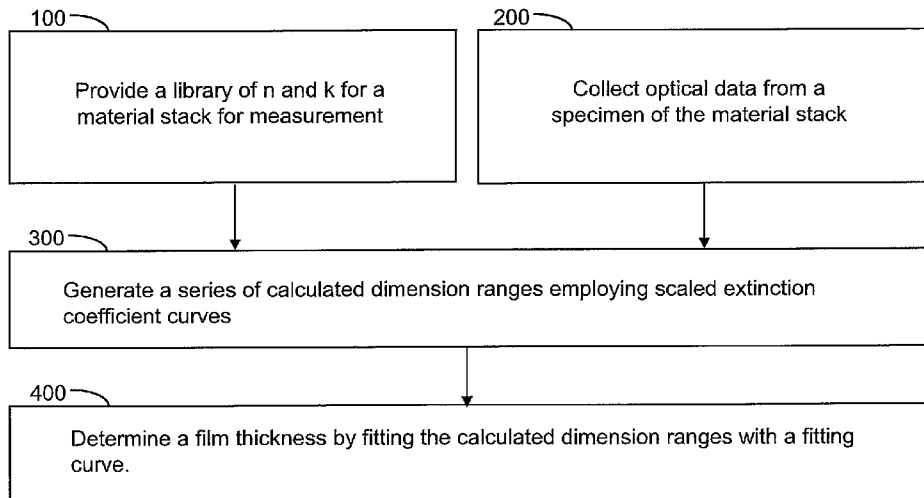 100
Provide a library of n and k for a
material stack for measurement
200
Collect optical data from a
specimen of the material stack
300
Generate a series of calculated dimension ranges employing scaled extinction
coefficient curves
400
Determine a film thickness by fitting the calculated dimension ranges with a fitting
curve.